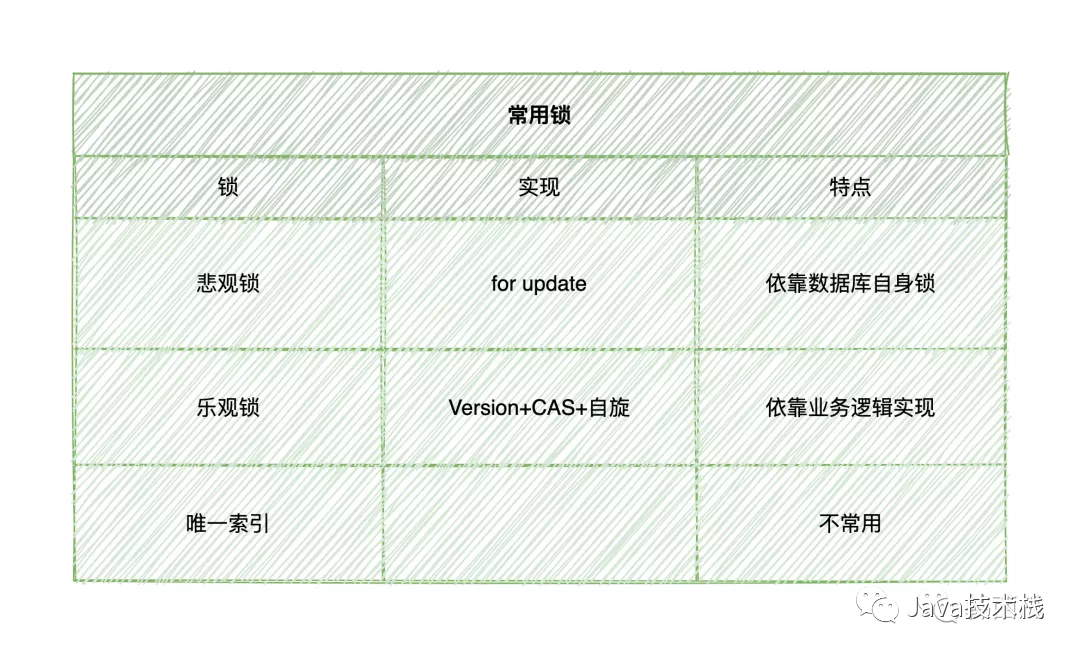 常用锁
锁 实现 特点
悲观锁 for update 依靠数据库自身锁
乐观锁 Version+CAS+自旋 依靠业务逻辑实现
唯一索引 不常用
Java技术栈